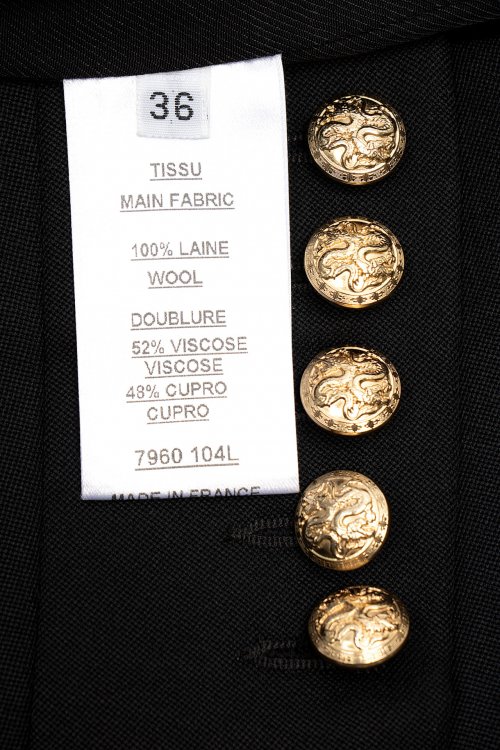 36
TISSU
MAIN FABRIC
100% LAINE
WOOL
DOUBLURE
52% VISCOSE
VISCOSE
48% CUPRO
CUPRO
7960 104L
MADE IN FRANCE